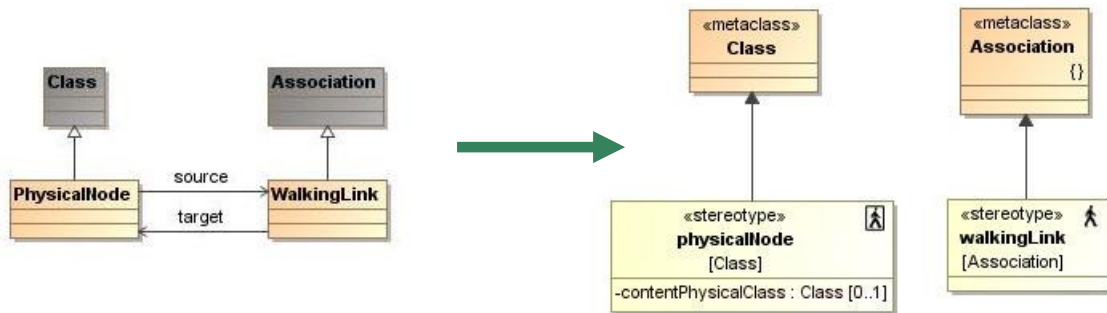 Class
Association
PhysicalNode
source
target
WalkingLink
«metaclass»
Class
«metaclass»
Association
{}
«stereotype»
physicalNode
[Class]
-contentPhysicalClass : Class [0..1]
«stereotype»
walkingLink
[Association]